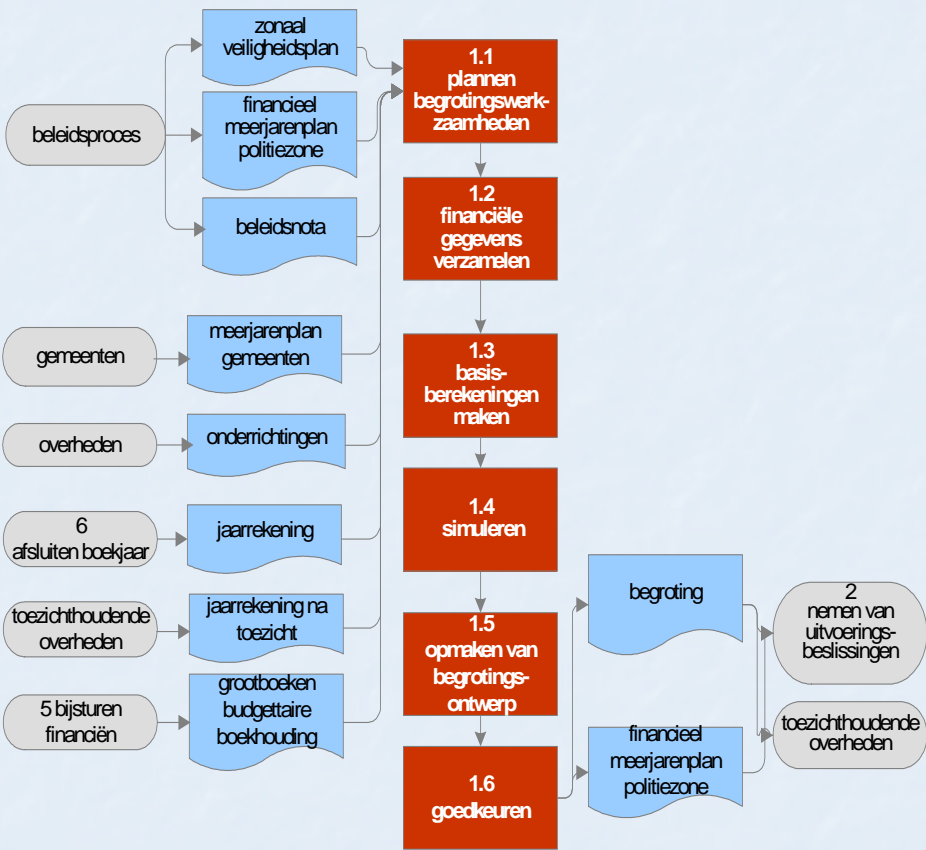 beleidsproces
zonaal
veiligheidsplan
financieel
meerjarenplan
politiezone
beleidsnota
gemeenten
meerjarenplan
gemeenten
overheden
onderrichtingen
6
afsluiten boekjaar
jaarrekening
toezichthoudende
overheden
jaarrekening na
toezicht
5 bijsturen
financiën
grootboeken
budgettaire
boekhouding
1.1
plannen
begrotingswerk-
zaamheden
1.2
financiële
gegevens
verzamelen
1.3
basis-
berekeningen
maken
1.4
simuleren
1.5
opmaken van
begrotings-
ontwerp
1.6
goedkeuren
begroting
financieel
meerjarenplan
politiezone
2
nemen van
uitvoerings-
beslissingen
toezichthoudende
overheden